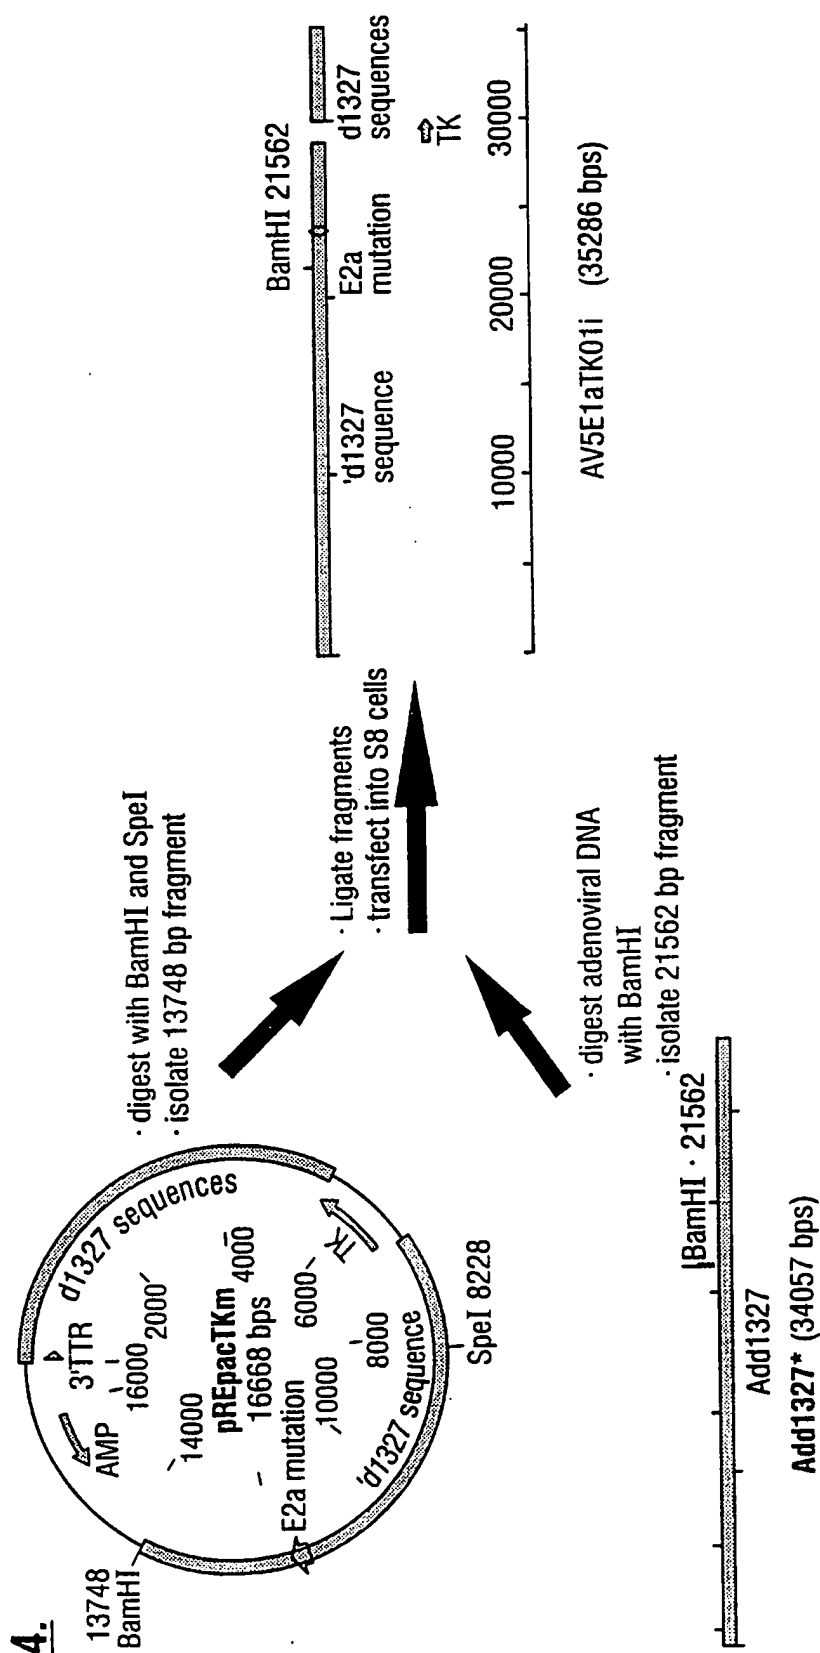 4.
13748
BamHI
AMP
3'TTR
d1327 sequences
16000
2000
14000
4000
pREpacTKm
16668 bps
6000
TK
E2a mutation
10000
8000
'd1327 sequence
SpeI 8228
· digest with BamHI and SpeI
· isolate 13748 bp fragment
BamHI · 21562
Add1327
Add1327* (34057 bps)
· digest adenoviral DNA
with BamHI
· isolate 21562 bp fragment
· Ligate fragments
· transfect into S8 cells
BamHI 21562
'd1327
sequence
E2a
mutation
d1327
sequences
TK
10000
20000
30000
AV5E1aTK01i (35286 bps)